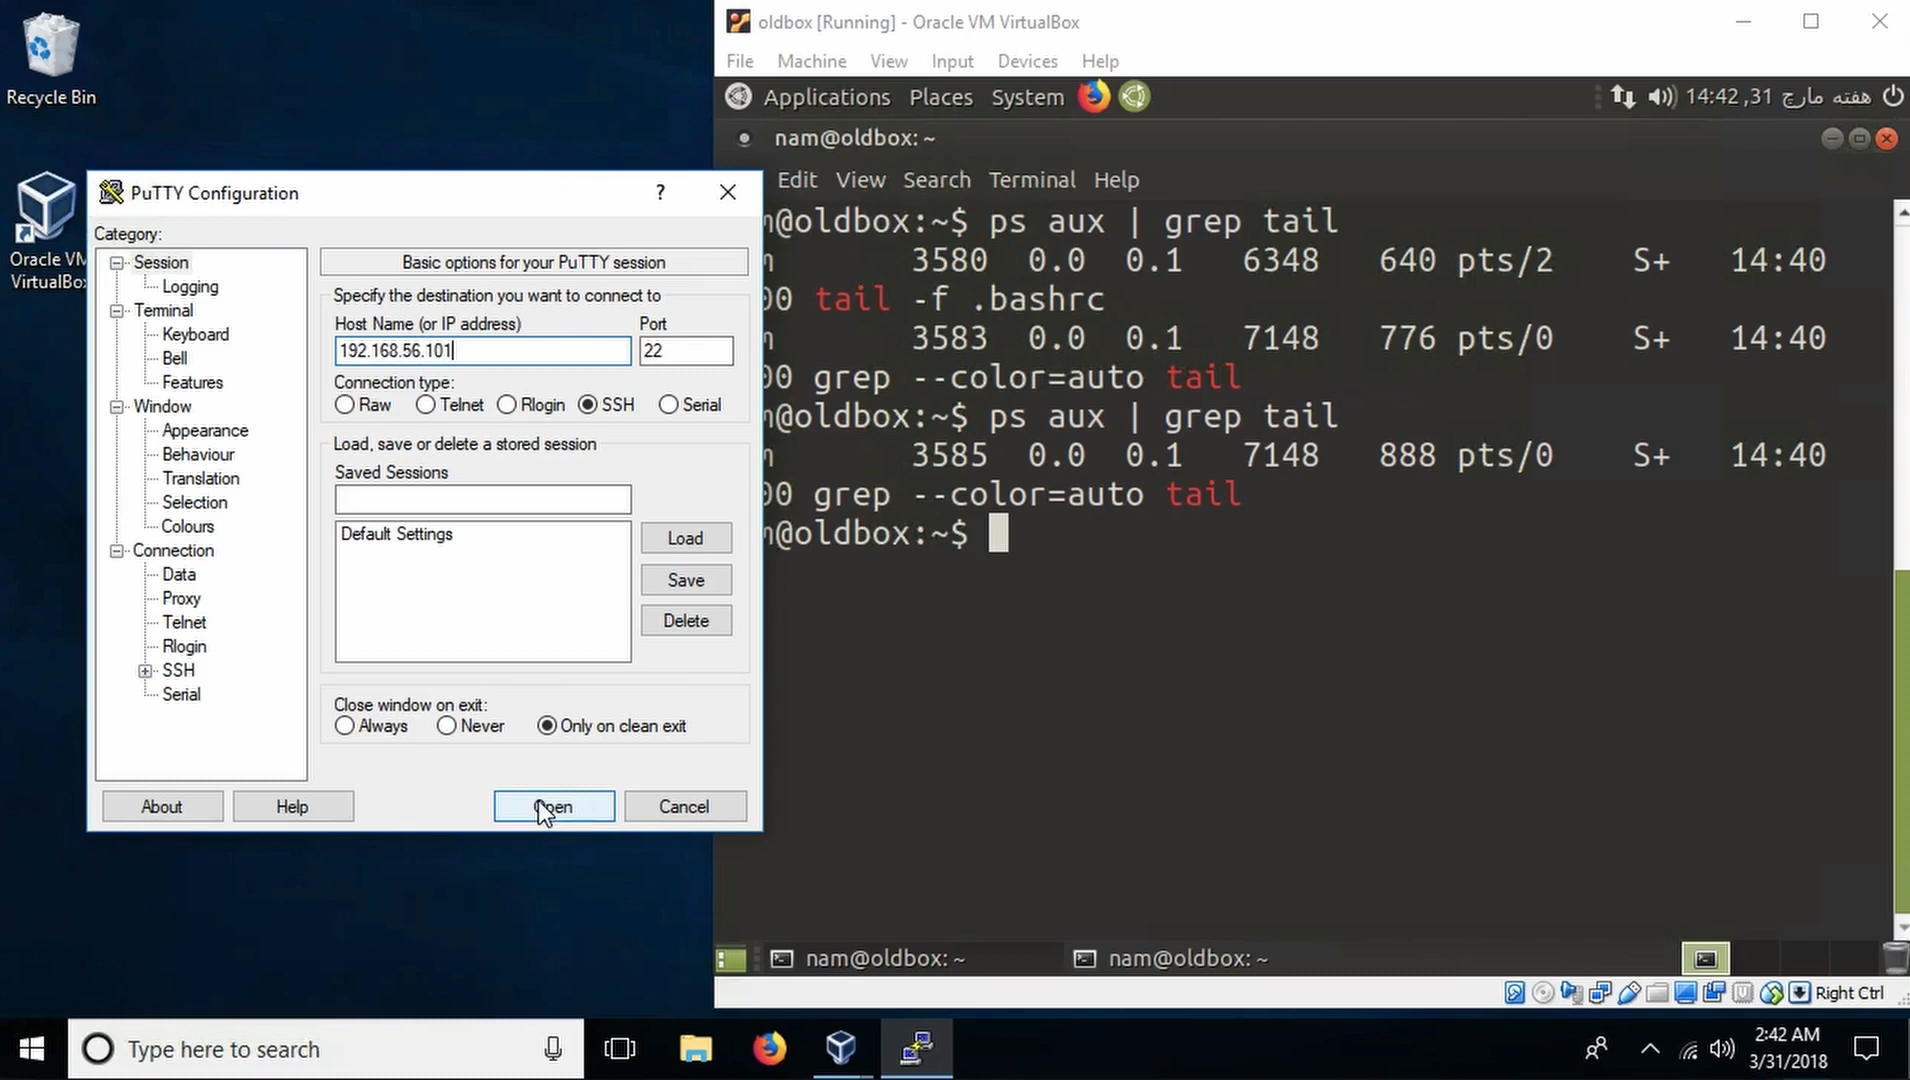 Recycle Bin
Oracle VM
VirtualBox
PuTTY Configuration
?
Category:
Session
Logging
Terminal
Keyboard
Bell
Features
Window
Appearance
Behaviour
Translation
Selection
Colours
Connection
Data
Proxy
Telnet
Rlogin
SSH
Serial
Basic options for your PuTTY session
Specify the destination you want to connect to
Host Name (or IP address) Port
192.168.56.101 22
Connection type:
Raw Telnet Rlogin SSH Serial
Load, save or delete a stored session
Saved Sessions
Default Settings
Load
Save
Delete
Close window on exit:
Always Never Only on clean exit
About Help Open Cancel
oldbox [Running] - Oracle VM VirtualBox
File Machine View Input Devices Help
Applications Places System هفته مارچ 31, 14:42
nam@oldbox: ~
Edit View Search Terminal Help
@oldbox:~$ ps aux | grep tail
3580 0.0 0.1 6348 640 pts/2 S+ 14:40
00 tail -f .bashrc
3583 0.0 0.1 7148 776 pts/0 S+ 14:40
00 grep --color=auto tail
@oldbox:~$ ps aux | grep tail
3585 0.0 0.1 7148 888 pts/0 S+ 14:40
00 grep --color=auto tail
@oldbox:~$
nam@oldbox: ~ nam@oldbox: ~
Right Ctrl
Type here to search
2:42 AM
3/31/2018